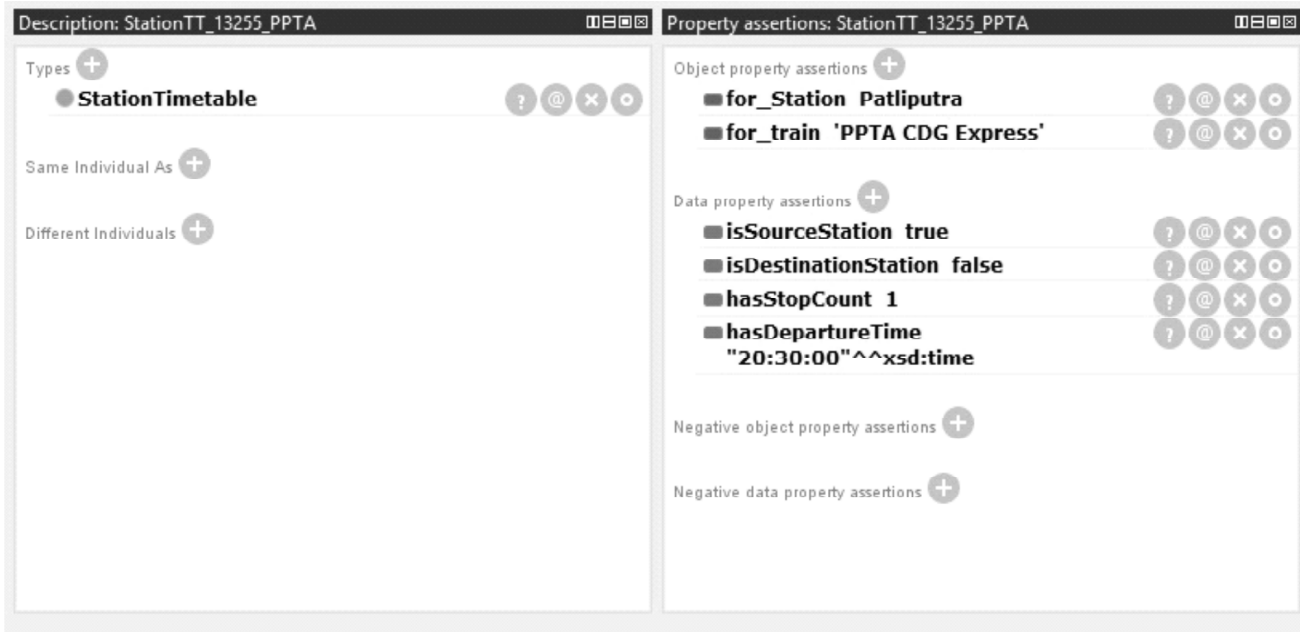 Description: StationTT_13255_PPTA
Types
StationTimetable
Same Individual As
Different Individuals
Property assertions: StationTT_13255_PPTA
Object property assertions
for_Station Patliputra
for_train 'PPTA CDG Express'
Data property assertions
isSourceStation true
isDestinationStation false
hasStopCount 1
hasDepartureTime
"20:30:00"^^xsd:time
Negative object property assertions
Negative data property assertions